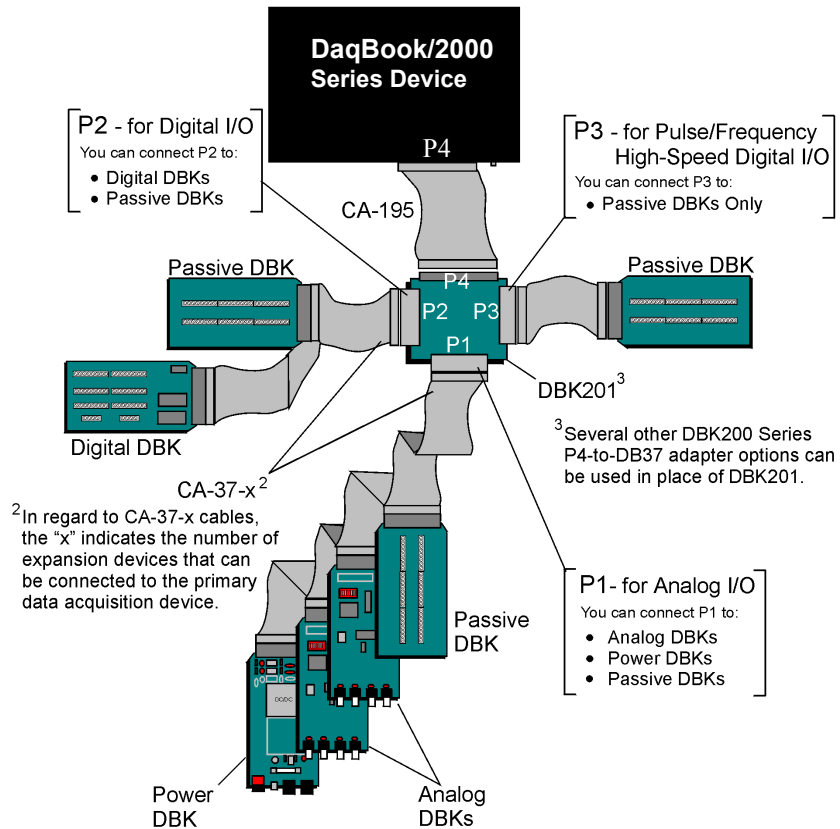 DaqBook/2000
Series Device
P4
P2 - for Digital I/O
You can connect P2 to:
• Digital DBKs
• Passive DBKs
P3 - for Pulse/Frequency
High-Speed Digital I/O
You can connect P3 to:
• Passive DBKs Only
CA-195
Passive DBK
Passive DBK
P4
P2
P3
P1
DBK201³
Digital DBK
³Several other DBK200 Series
P4-to-DB37 adapter options can
be used in place of DBK201.
CA-37-x²
²In regard to CA-37-x cables,
the “x” indicates the number of
expansion devices that can
be connected to the primary
data acquisition device.
P1- for Analog I/O
You can connect P1 to:
• Analog DBKs
• Power DBKs
• Passive DBKs
Passive
DBK
DC/DC
Power
DBK
Analog
DBKs